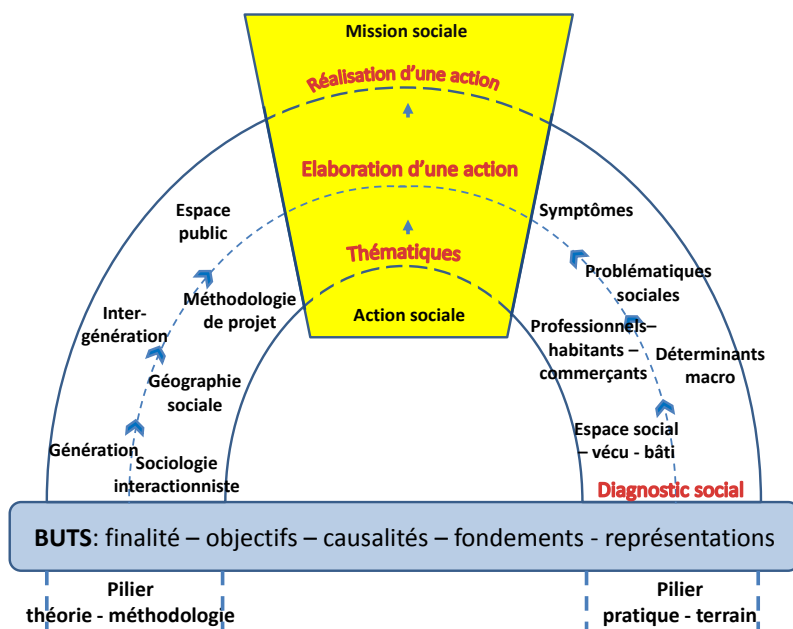 Mission sociale
Réalisation d'une action
Elaboration d'une action
Thématiques
Action sociale
Espace
public
Inter-
génération
Méthodologie
de projet
Géographie
sociale
Génération
Sociologie
interactionniste
Symptômes
Problématiques
sociales
Professionnels–
habitants –
commerçants
Déterminants
macro
Espace social
– vécu - bâti
Diagnostic social
BUTS: finalité – objectifs – causalités – fondements - représentations
Pilier
théorie - méthodologie
Pilier
pratique - terrain